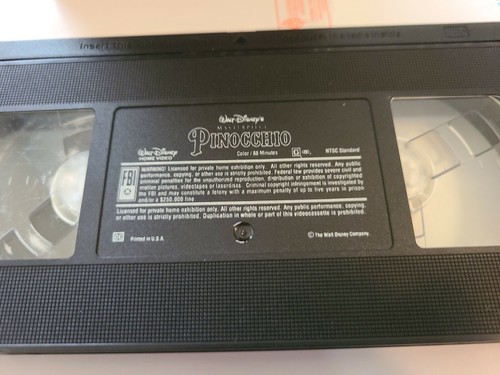 Insert this
Walt Disney's
MASTERPIECE
PINOCCHIO
WALT DISNEY
HOME VIDEO
Color / 88 Minutes
G
NTSC Standard
FBI
WARNING! Licensed for private home exhibition only. All other rights reserved. Any public
performance, copying, or other use is strictly prohibited. Federal law provides severe civil and
criminal penalties for the unauthorized reproduction, distribution or exhibition of copyrighted
motion pictures, videotapes or laserdisc. Criminal copyright infringement is investigated by
the FBI and may constitute a felony with a maximum penalty of up to five years in prison
and/or a $250,000 fine
Licensed for private home exhibition only. All other rights reserved. Any public performance, copying,
or other use is strictly prohibited. Duplication in whole or part of this videocassette is prohibited.
Printed in U.S.A.
© The Walt Disney Company